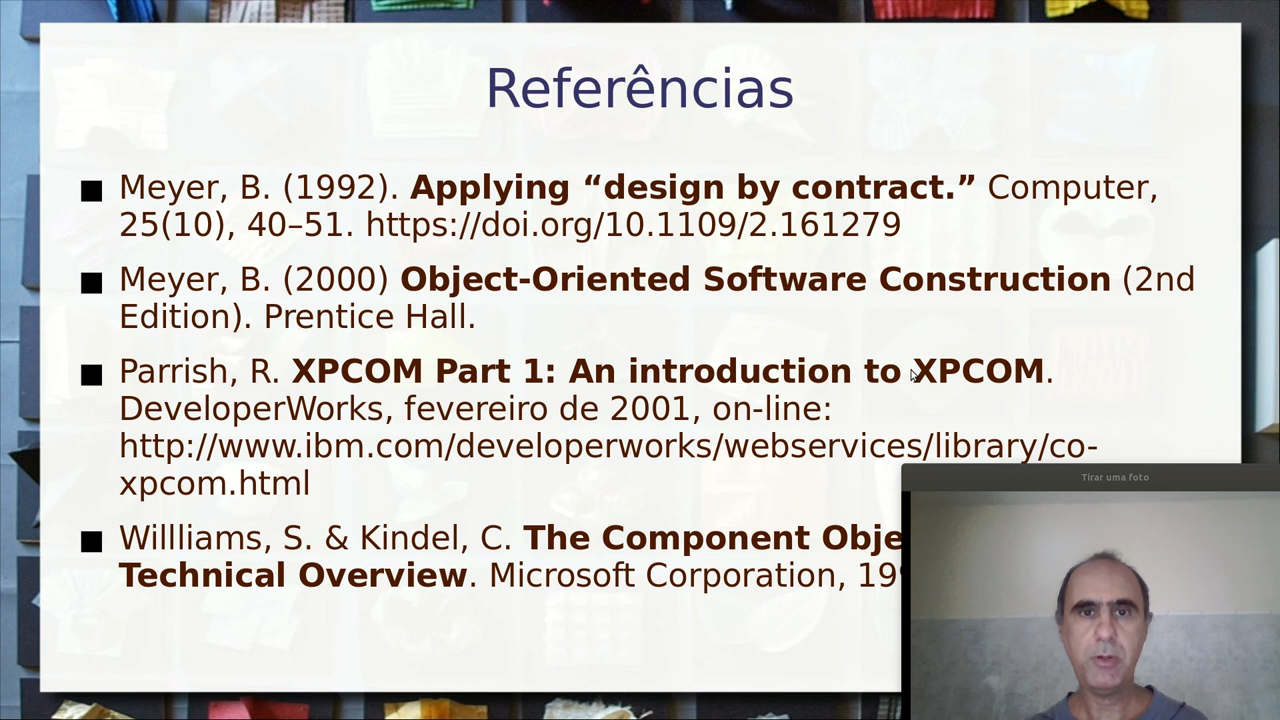 Referências
■ Meyer, B. (1992). Applying “design by contract.” Computer,
25(10), 40–51. https://doi.org/10.1109/2.161279
■ Meyer, B. (2000) Object-Oriented Software Construction (2nd
Edition). Prentice Hall.
■ Parrish, R. XPCOM Part 1: An introduction to XPCOM.
DeveloperWorks, fevereiro de 2001, on-line:
http://www.ibm.com/developerworks/webservices/library/co-
xpcom.html
■ Willliams, S. & Kindel, C. The Component
Technical Overview. Microsoft Corporation,
Tirar uma foto